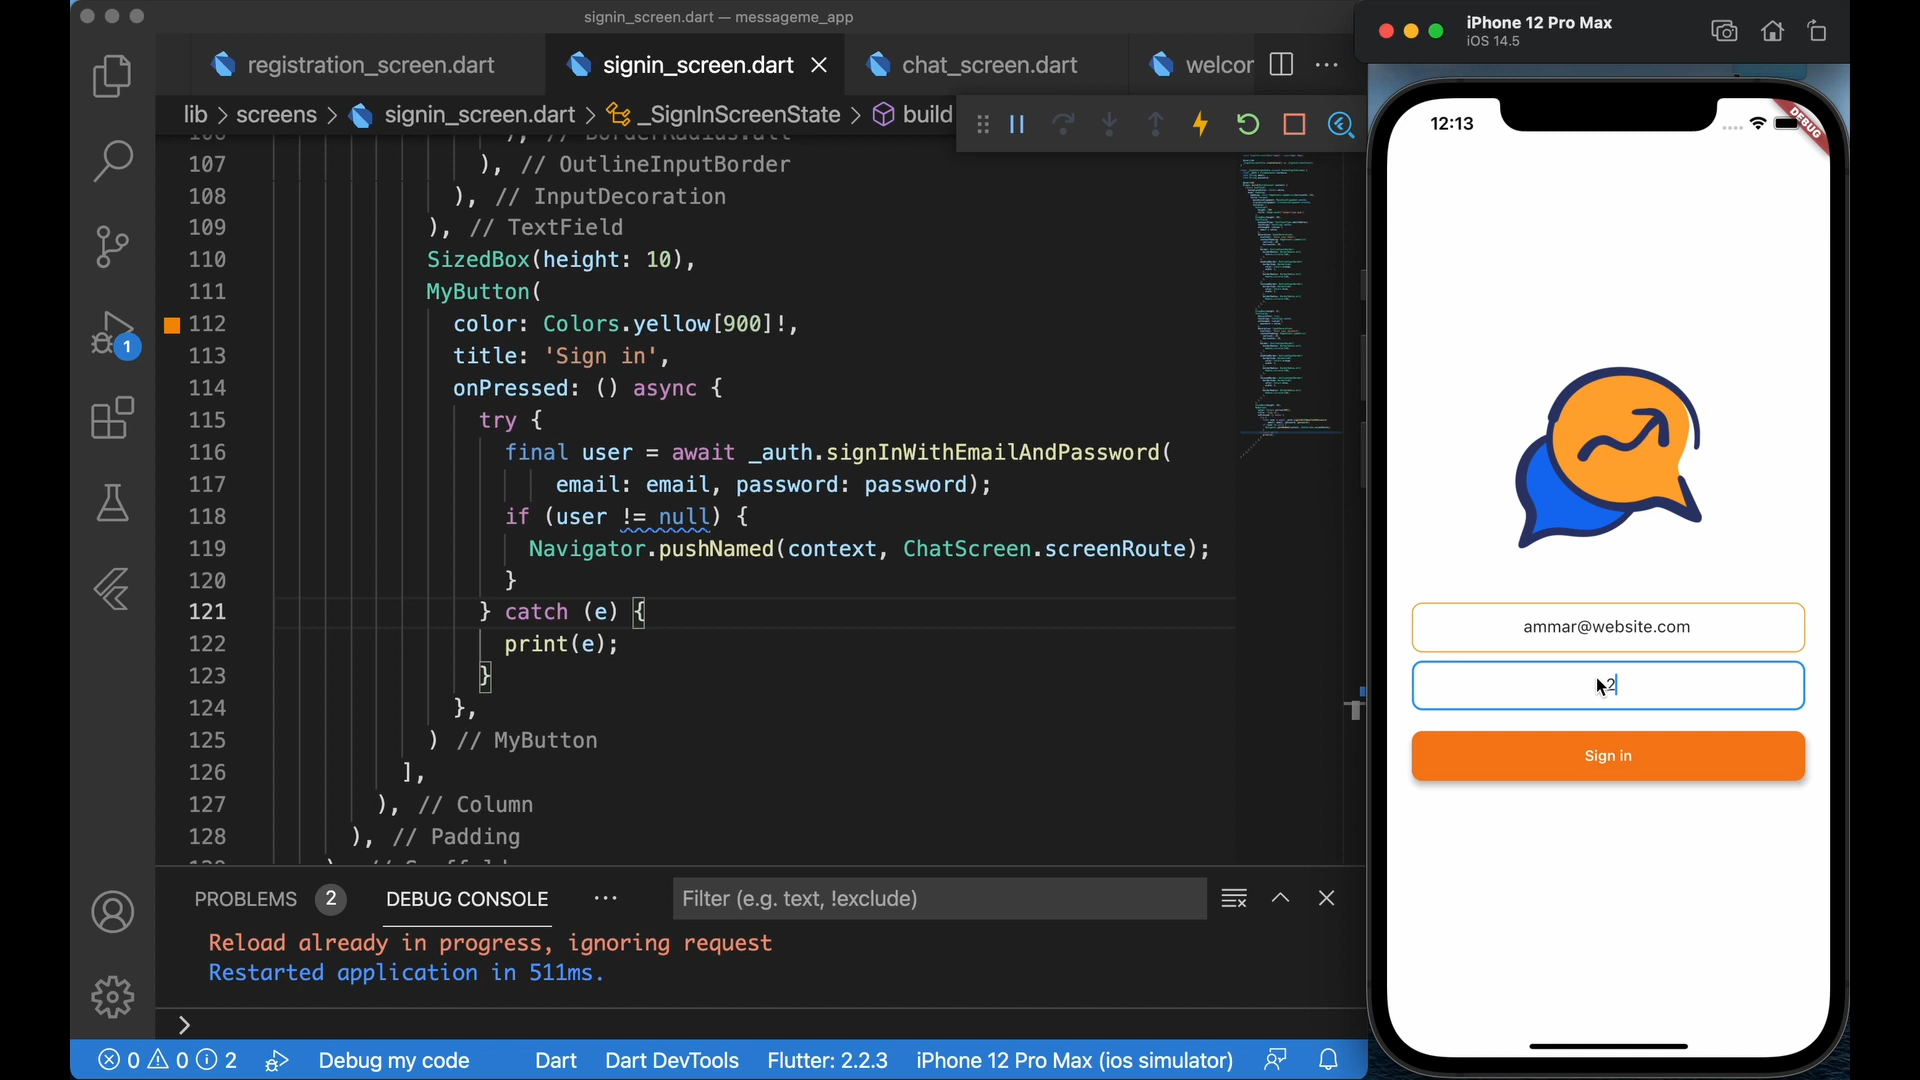 signin_screen.dart — messageme_app
registration_screen.dart
signin_screen.dart
chat_screen.dart
welcor
lib > screens > signin_screen.dart > _SignInScreenState > build
107 ), // OutlineInputBorder
108 ), // InputDecoration
109 ), // TextField
110 SizedBox(height: 10),
111 MyButton(
112 color: Colors.yellow[900]!,
113 title: 'Sign in',
114 onPressed: () async {
115 try {
116 final user = await _auth.signInWithEmailAndPassword(
117 email: email, password: password);
118 if (user != null) {
119 Navigator.pushNamed(context, ChatScreen.screenRoute);
120 }
121 } catch (e) {
122 print(e);
123 }
124 },
125 ) // MyButton
126 ],
127 ), // Column
128 ), // Padding
1
PROBLEMS 2 DEBUG CONSOLE ... Filter (e.g. text, !exclude)
Reload already in progress, ignoring request
Restarted application in 511ms.
>
0 0 2 Debug my code Dart Dart DevTools Flutter: 2.2.3 iPhone 12 Pro Max (ios simulator)
iPhone 12 Pro Max
iOS 14.5
12:13
DEBUG
ammar@website.com
2
Sign in